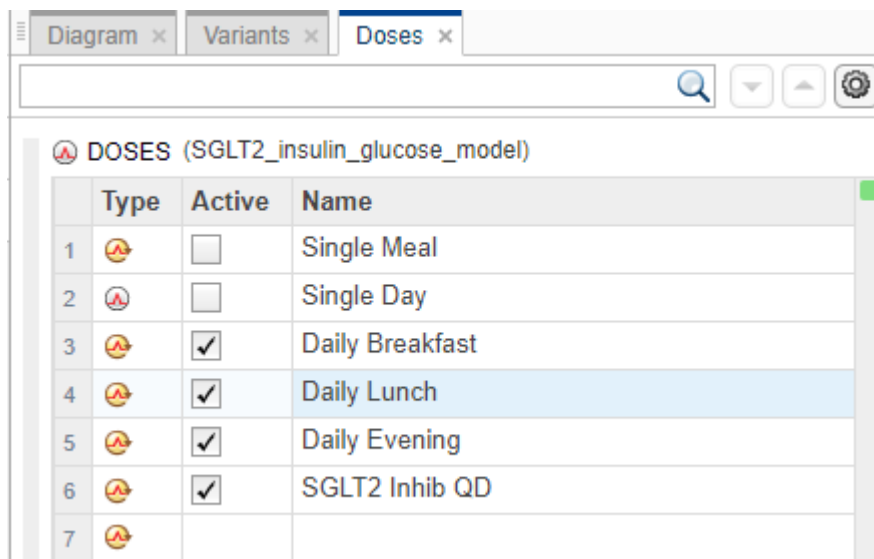 Diagram × Variants × Doses ×
DOSES (SGLT2_insulin_glucose_model)
Type Active Name
1 Single Meal
2 Single Day
3 Daily Breakfast
4 Daily Lunch
5 Daily Evening
6 SGLT2 Inhib QD
7